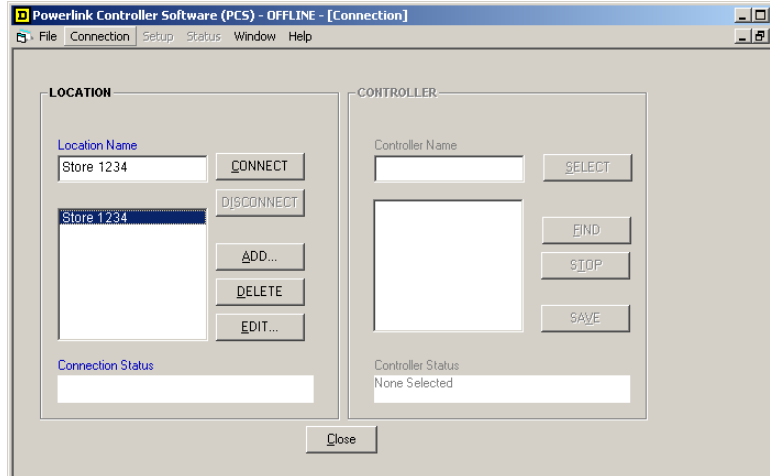 Powerlink Controller Software (PCS) - OFFLINE - [Connection]
File Connection Setup Status Window Help
LOCATION
Location Name
Store 1234
CONNECT
DISCONNECT
Store 1234
ADD...
DELETE
EDIT...
Connection Status
CONTROLLER
Controller Name
SELECT
FIND
STOP
SAVE
Controller Status
None Selected
Close